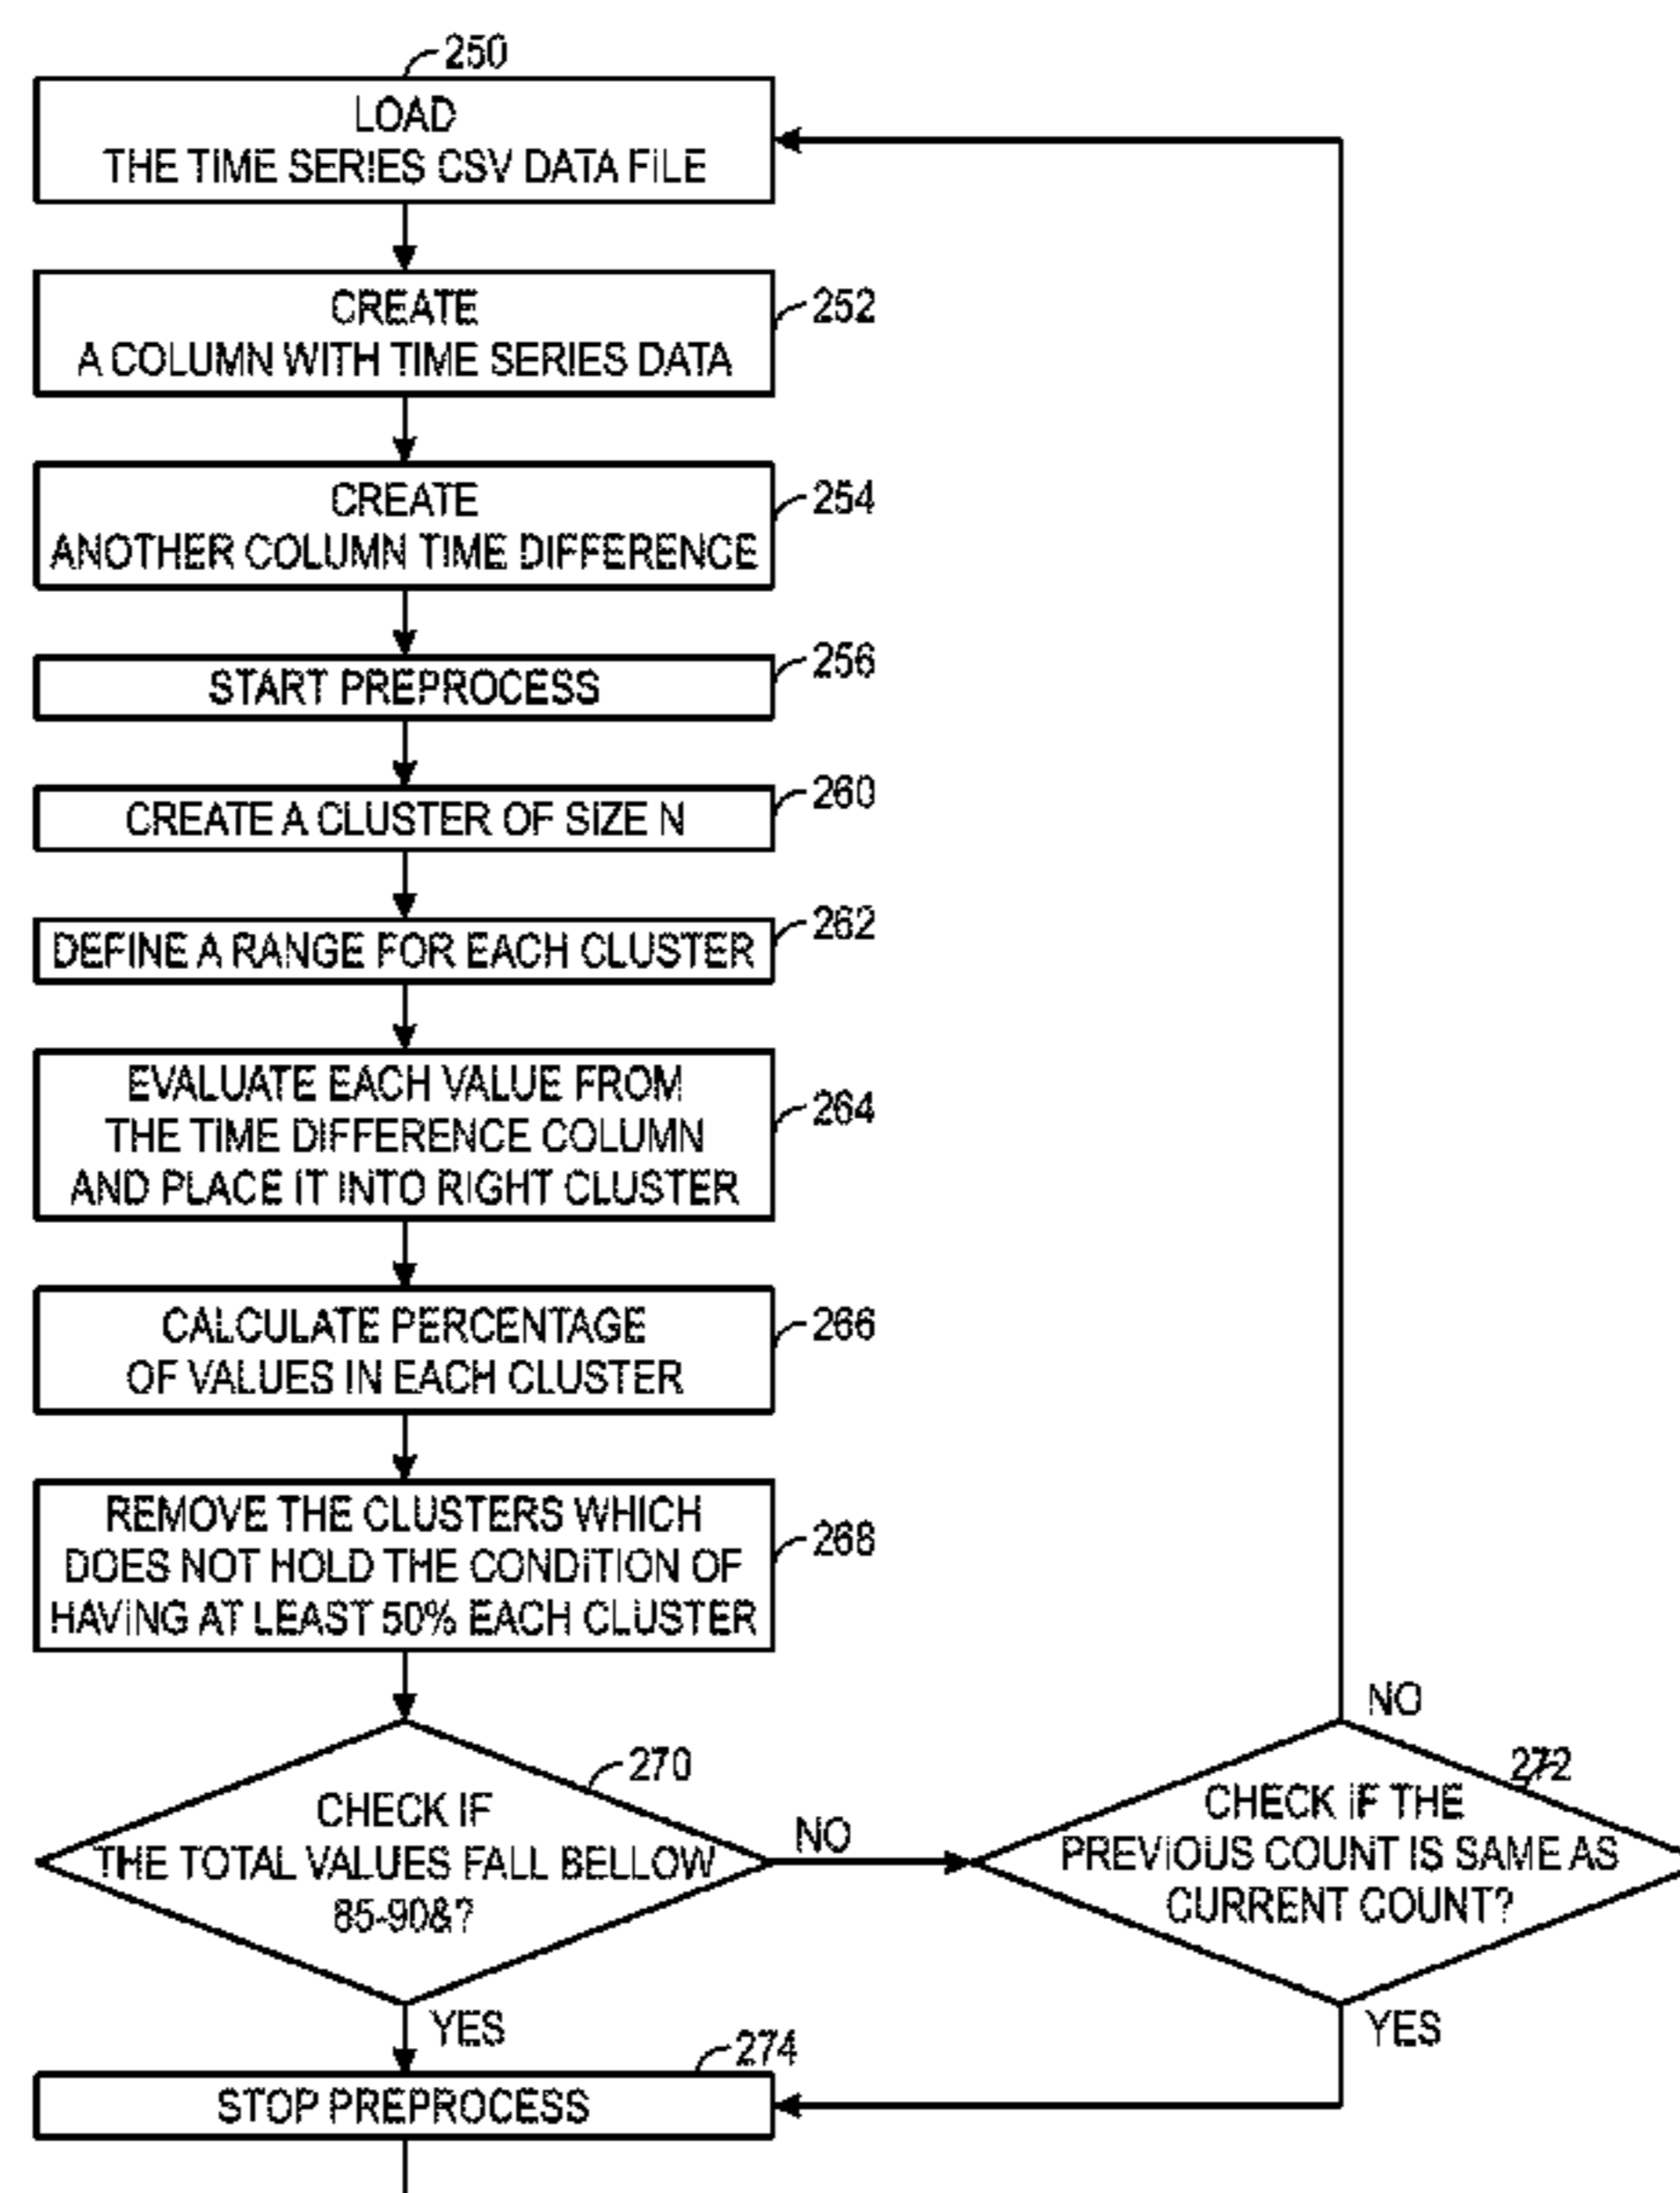 250
LOAD
THE TIME SERIES CSV DATA FILE
CREATE
A COLUMN WITH TIME SERIES DATA
252
CREATE
ANOTHER COLUMN TIME DIFFERENCE
254
START PREPROCESS
256
CREATE A CLUSTER OF SIZE N
260
DEFINE A RANGE FOR EACH CLUSTER
262
EVALUATE EACH VALUE FROM
THE TIME DIFFERENCE COLUMN
AND PLACE IT INTO RIGHT CLUSTER
264
CALCULATE PERCENTAGE
OF VALUES IN EACH CLUSTER
266
REMOVE THE CLUSTERS WHICH
DOES NOT HOLD THE CONDITION OF
HAVING AT LEAST 50% EACH CLUSTER
268
270
CHECK IF
THE TOTAL VALUES FALL BELLOW
85-90&?
NO
YES
272
CHECK IF THE
PREVIOUS COUNT IS SAME AS
CURRENT COUNT?
NO
YES
274
STOP PREPROCESS